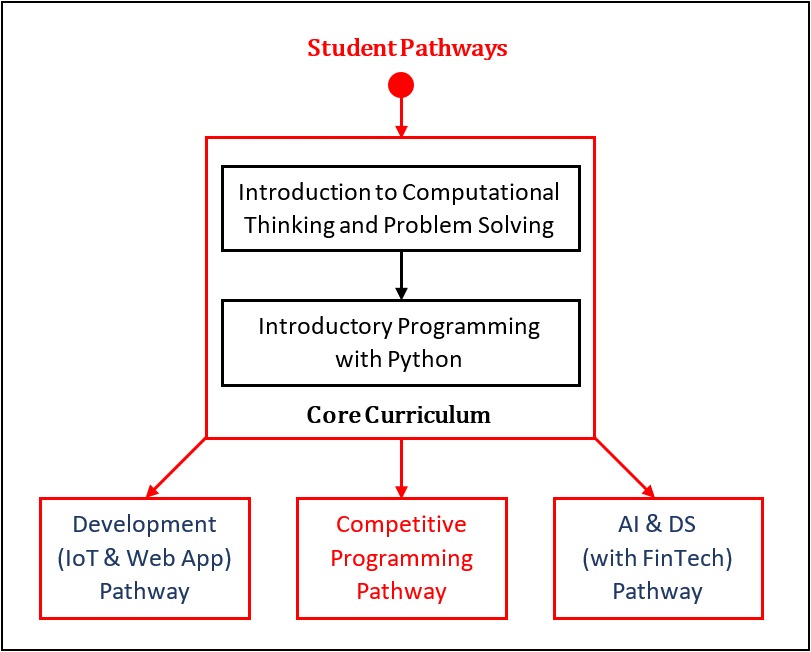 Student Pathways
Introduction to Computational
Thinking and Problem Solving
Introductory Programming
with Python
Core Curriculum
Development
(IoT & Web App)
Pathway
Competitive
Programming
Pathway
AI & DS
(with FinTech)
Pathway